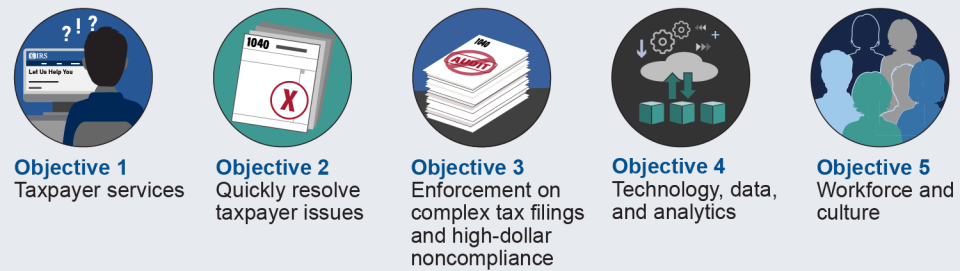 ?!?
IRS
Let Us Help You
1040
X
1040
AUDIT
Objective 1
Taxpayer services
Objective 2
Quickly resolve
taxpayer issues
Objective 3
Enforcement on
complex tax filings
and high-dollar
noncompliance
Objective 4
Technology, data,
and analytics
Objective 5
Workforce and
culture